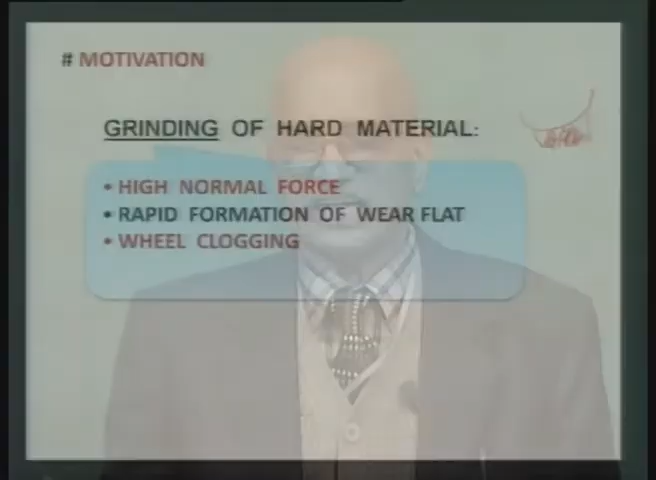 # MOTIVATION
GRINDING OF HARD MATERIAL:
• HIGH NORMAL FORCE
• RAPID FORMATION OF WEAR FLAT
• WHEEL CLOGGING